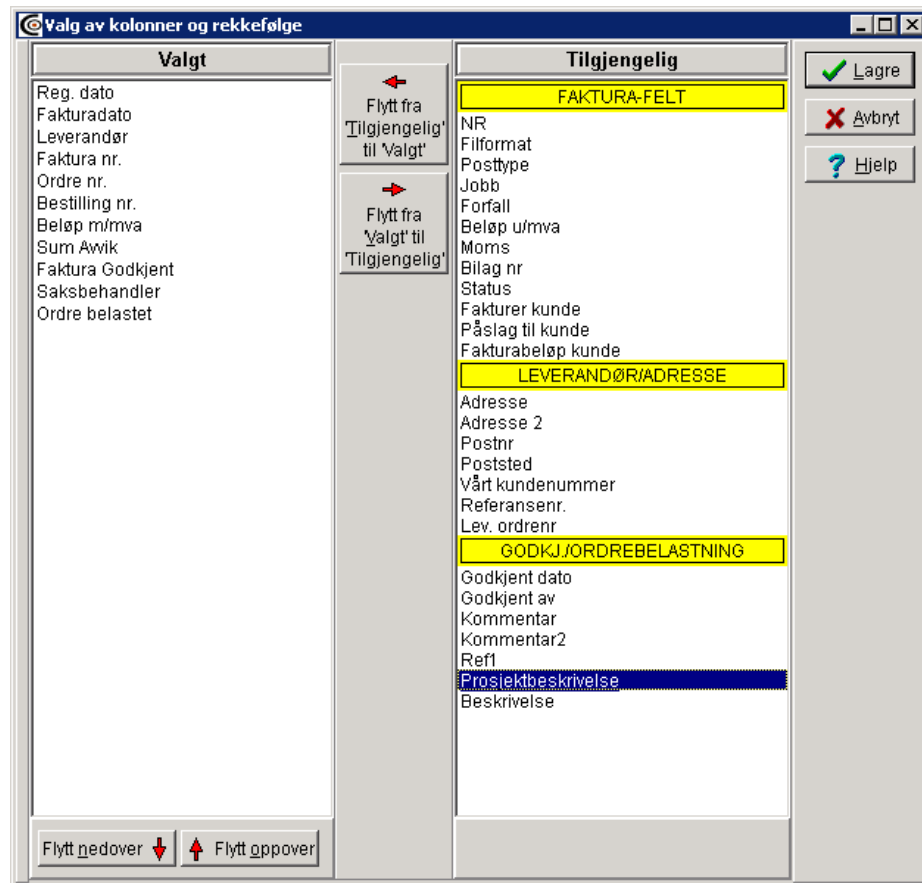 Valg av kolonner og rekkefølge
Valgt
Reg. dato
Fakturadato
Leverandør
Faktura nr.
Ordre nr.
Bestilling nr.
Beløp m/mva
Sum Avvik
Faktura Godkjent
Saksbehandler
Ordre belastet
Flytt nedover
Flytt oppover
Flytt fra
'Tilgjengelig'
til 'Valgt'
Flytt fra
'Valgt' til
'Tilgjengelig'
Tilgjengelig
FAKTURA-FELT
NR
Filformat
Posttype
Jobb
Forfall
Beløp u/mva
Moms
Bilag nr
Status
Fakturer kunde
Påslag til kunde
Fakturabeløp kunde
LEVERANDØR/ADRESSE
Adresse
Adresse 2
Postnr
Poststed
Vårt kundenummer
Referansenr.
Lev. ordrenr
GODKJ./ORDREBELASTNING
Godkjent dato
Godkjent av
Kommentar
Kommentar2
Ref1
Prosjektbeskrivelse
Beskrivelse
Lagre
Avbryt
Hjelp